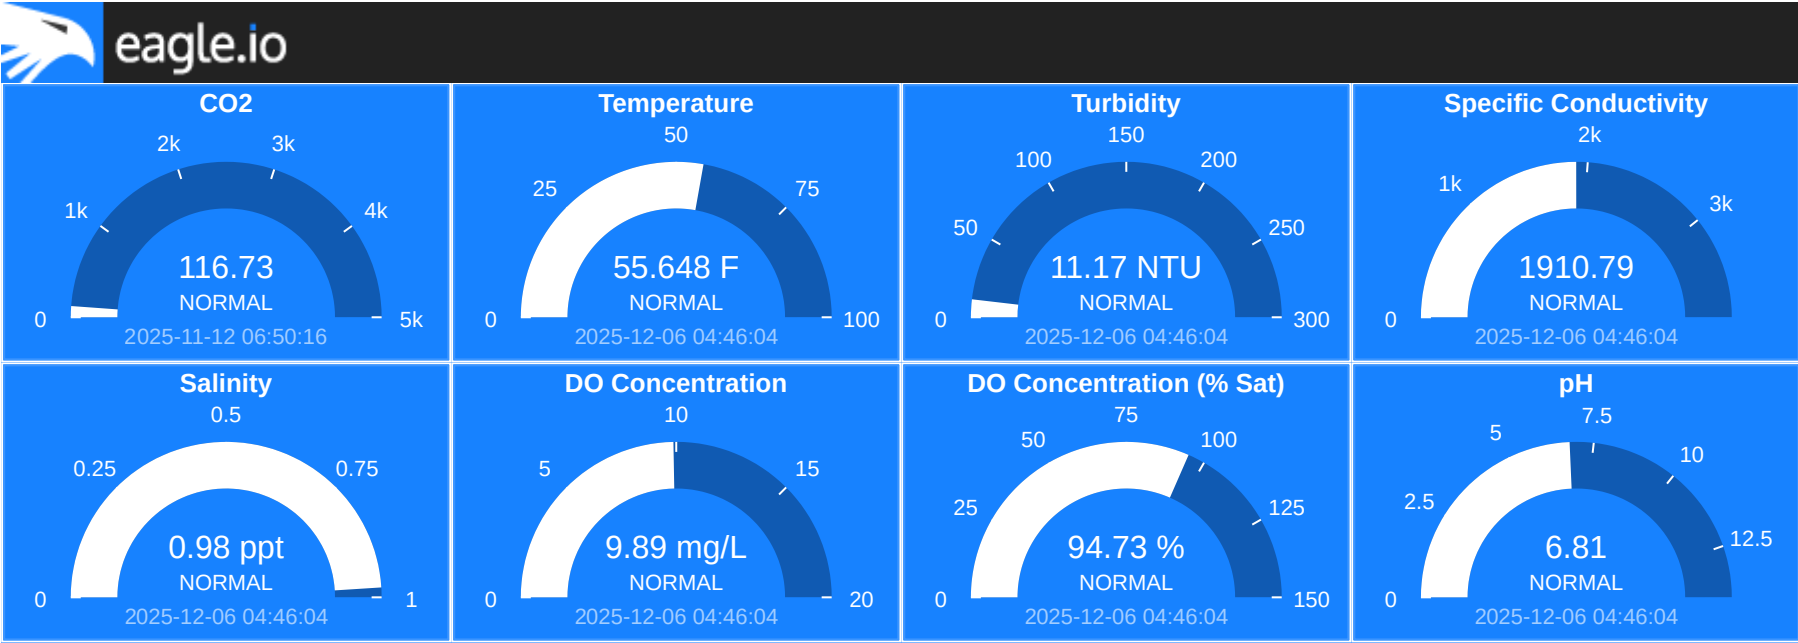 eagle.io
CO2
2k 3k
1k 4k
116.73
NORMAL
0 5k
2025-11-12 06:50:16
Temperature
50
25 75
55.648 F
NORMAL
0 100
2025-12-06 04:46:04
Turbidity
150
100 200
50 250
11.17 NTU
NORMAL
0 300
2025-12-06 04:46:04
Specific Conductivity
2k
1k 3k
1910.79
NORMAL
0
2025-12-06 04:46:04
Salinity
0.5
0.25 0.75
0.98 ppt
NORMAL
0 1
2025-12-06 04:46:04
DO Concentration
10
5 15
9.89 mg/L
NORMAL
0 20
2025-12-06 04:46:04
DO Concentration (% Sat)
75
50 100
25 125
94.73 %
NORMAL
0 150
2025-12-06 04:46:04
pH
7.5
5 10
2.5 12.5
6.81
NORMAL
0
2025-12-06 04:46:04